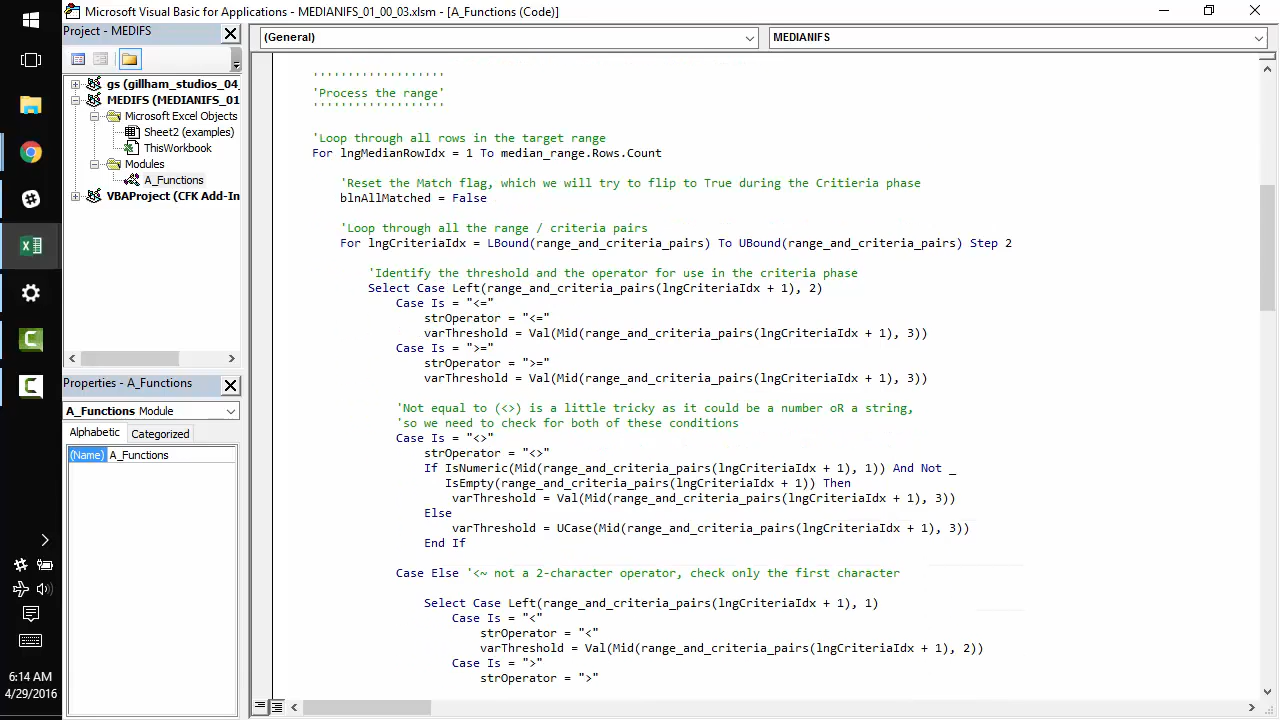 Microsoft Visual Basic for Applications - MEDIANIFS_01_00_03.xlsm - [A_Functions (Code)]
Project - MEDIFS
gs (gillham_studios_04_
MEDIFS (MEDIANIFS_01
Microsoft Excel Objects
Sheet2 (examples)
ThisWorkbook
Modules
A_Functions
VBAProject (CFK Add-In
Properties - A_Functions
A_Functions Module
Alphabetic
Categorized
(Name) A_Functions
6:14 AM
4/29/2016
(General)
MEDIANIFS
'''''''''''''''''''
'Process the range'
'''''''''''''''''''
'Loop through all rows in the target range
For lngMedianRowIdx = 1 To median_range.Rows.Count
'Reset the Match flag, which we will try to flip to True during the Critieria phase
blnAllMatched = False
'Loop through all the range / criteria pairs
For lngCriteriaIdx = LBound(range_and_criteria_pairs) To UBound(range_and_criteria_pairs) Step 2
'Identify the threshold and the operator for use in the criteria phase
Select Case Left(range_and_criteria_pairs(lngCriteriaIdx + 1), 2)
Case Is = "<="
strOperator = "<="
varThreshold = Val(Mid(range_and_criteria_pairs(lngCriteriaIdx + 1), 3))
Case Is = ">="
strOperator = ">="
varThreshold = Val(Mid(range_and_criteria_pairs(lngCriteriaIdx + 1), 3))
'Not equal to (<>) is a little tricky as it could be a number oR a string,
'so we need to check for both of these conditions
Case Is = "<>"
strOperator = "<>"
If IsNumeric(Mid(range_and_criteria_pairs(lngCriteriaIdx + 1), 1)) And Not _
IsEmpty(range_and_criteria_pairs(lngCriteriaIdx + 1)) Then
varThreshold = Val(Mid(range_and_criteria_pairs(lngCriteriaIdx + 1), 3))
Else
varThreshold = UCase(Mid(range_and_criteria_pairs(lngCriteriaIdx + 1), 3))
End If
Case Else '<~ not a 2-character operator, check only the first character
Select Case Left(range_and_criteria_pairs(lngCriteriaIdx + 1), 1)
Case Is = "<"
strOperator = "<"
varThreshold = Val(Mid(range_and_criteria_pairs(lngCriteriaIdx + 1), 2))
Case Is = ">"
strOperator = ">"